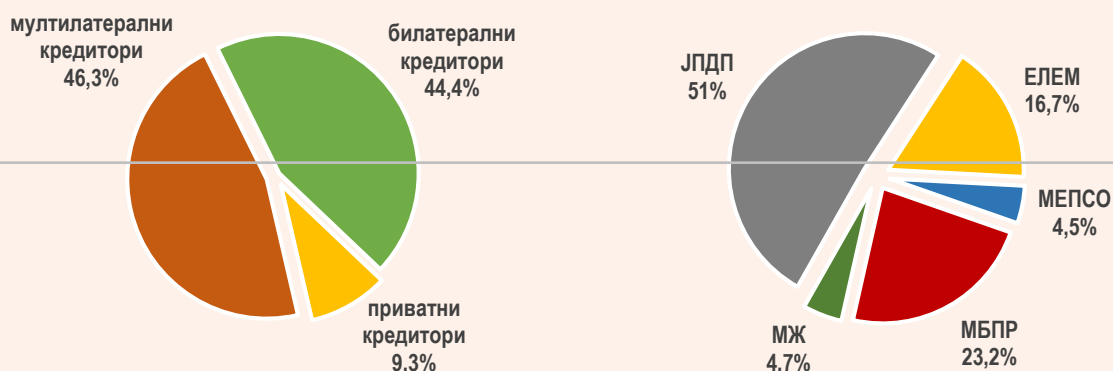 мултилатерални
кредитори
46,3%
билатерални
кредитори
44,4%
приватни
кредитори
9,3%
ЈПДП
51%
ЕЛЕМ
16,7%
МЕПСО
4,5%
МБПР
23,2%
МЖ
4,7%